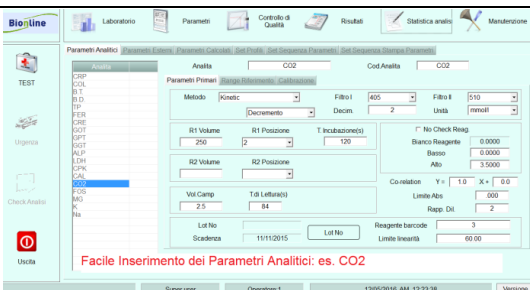 Bionline Laboratorio Parametri Controllo di Qualità Risultati Statistica analisi Manutenzione
Parametri Analitici Parametri Estern Parametri Calcolati Set Profili Set Sequenza Parametri Set Sequenza Stampa Parametri
Analita
CRP
COL
B T
B D
TP
FER
CRE
GOT
GPT
GGT
ALP
LDH
CPK
CAL
CO2
FOS
MG
K
Na
TEST
Urgenza
Check Analisi
Uscita
Analita CO2 Cod.Analita CO2
Parametri Primari Range Riferimento Calibrazione
Metodo Kinetic Filtro I 405 Filtro II 510
Decremento Decim. 2 Unità mmol/l
R1 Volume R1 Posizione T.Incubazione(s)
250 2 120
No Check Reag.
Bianco Reagente 0.0000
Basso 0.0000
Alto 3.5000
R2 Volume R2 Posizione
Co-relation Y = 1.0 X + 0.0
Vol.Camp T.di Lettura(s)
2.5 84
Limite Abs 000
Rapp. Dil. 2
Lot No Lot No Reagente barcode 3
Scadenza 11/11/2015 Limite linearità 60.00
Facile Inserimento dei Parametri Analitici: es. CO2
Super user Operatore:1 Versione